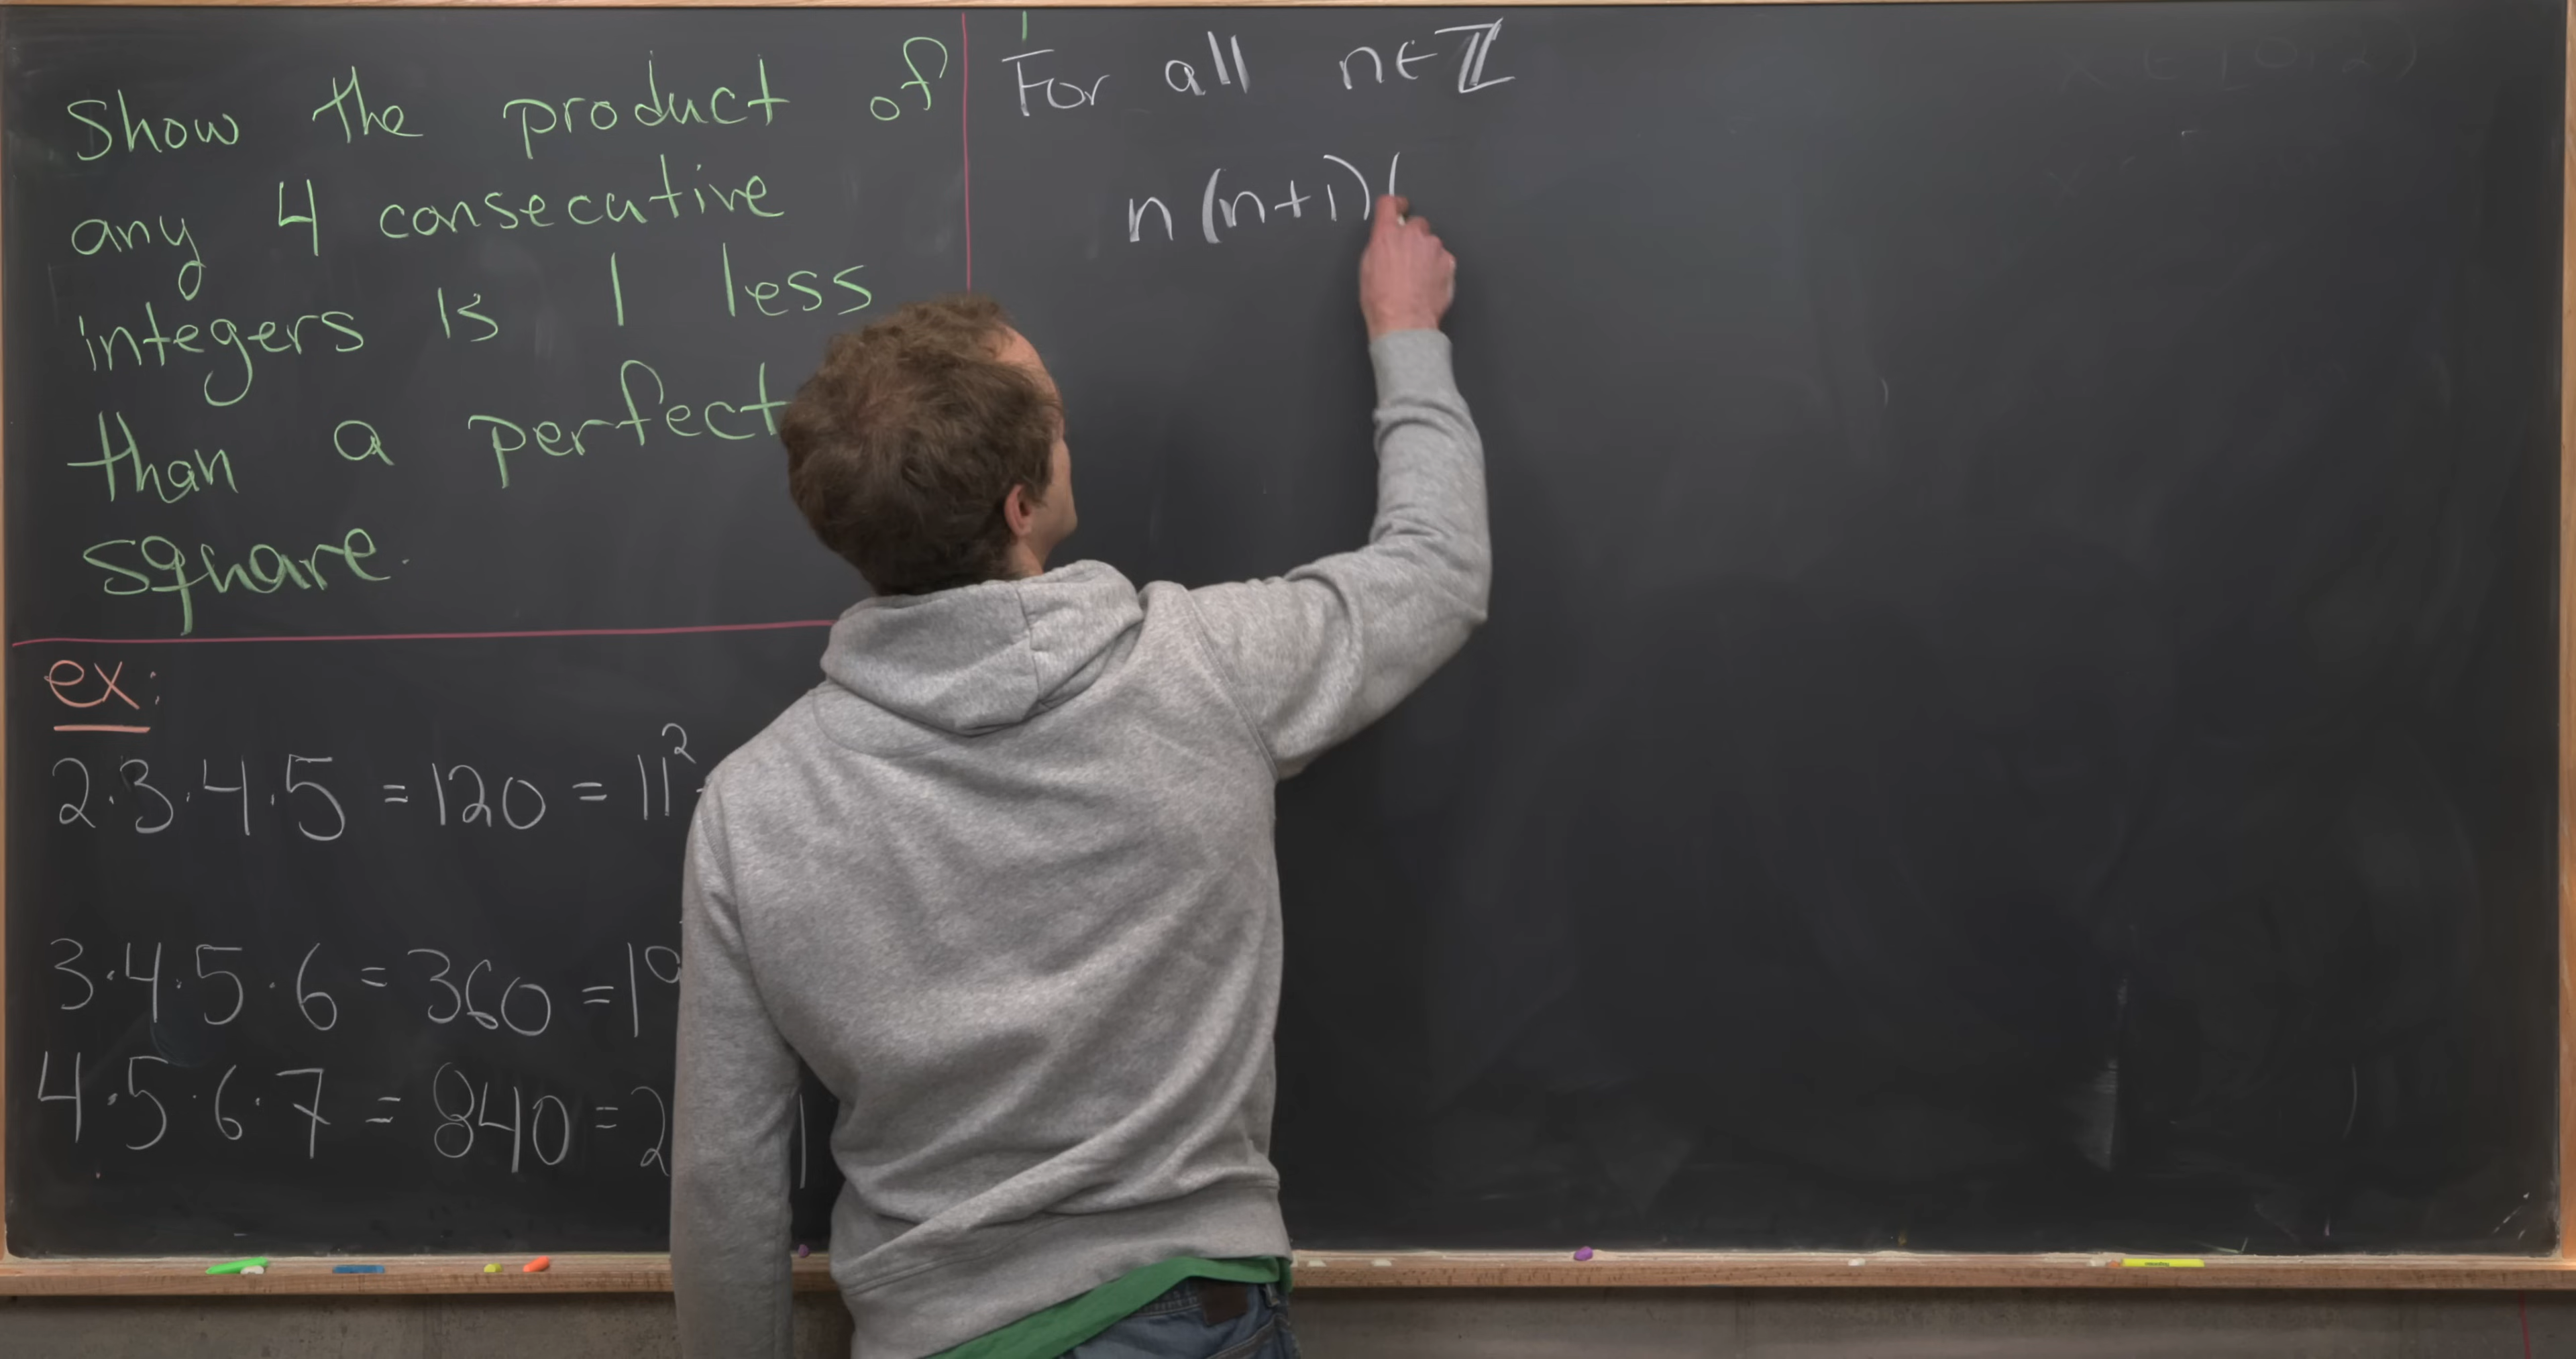 Show the product of
any 4 consecutive
integers is 1 less
than a perfect
square.
ex:
2·3·4·5 = 120 = 11²
3·4·5·6 = 360 = 19
4·5·6·7 = 840 = 2 1
For all n∈ℤ
n(n+1)(